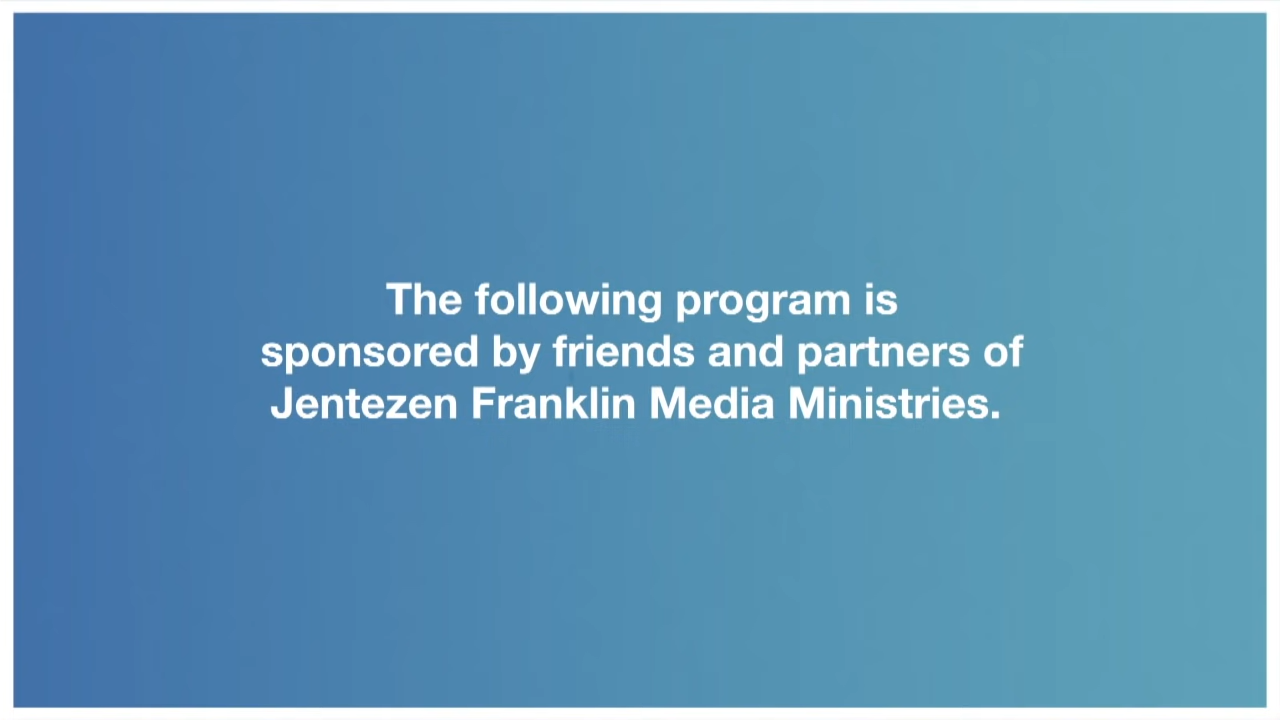 The following program is
sponsored by friends and partners of
Jentezen Franklin Media Ministries.